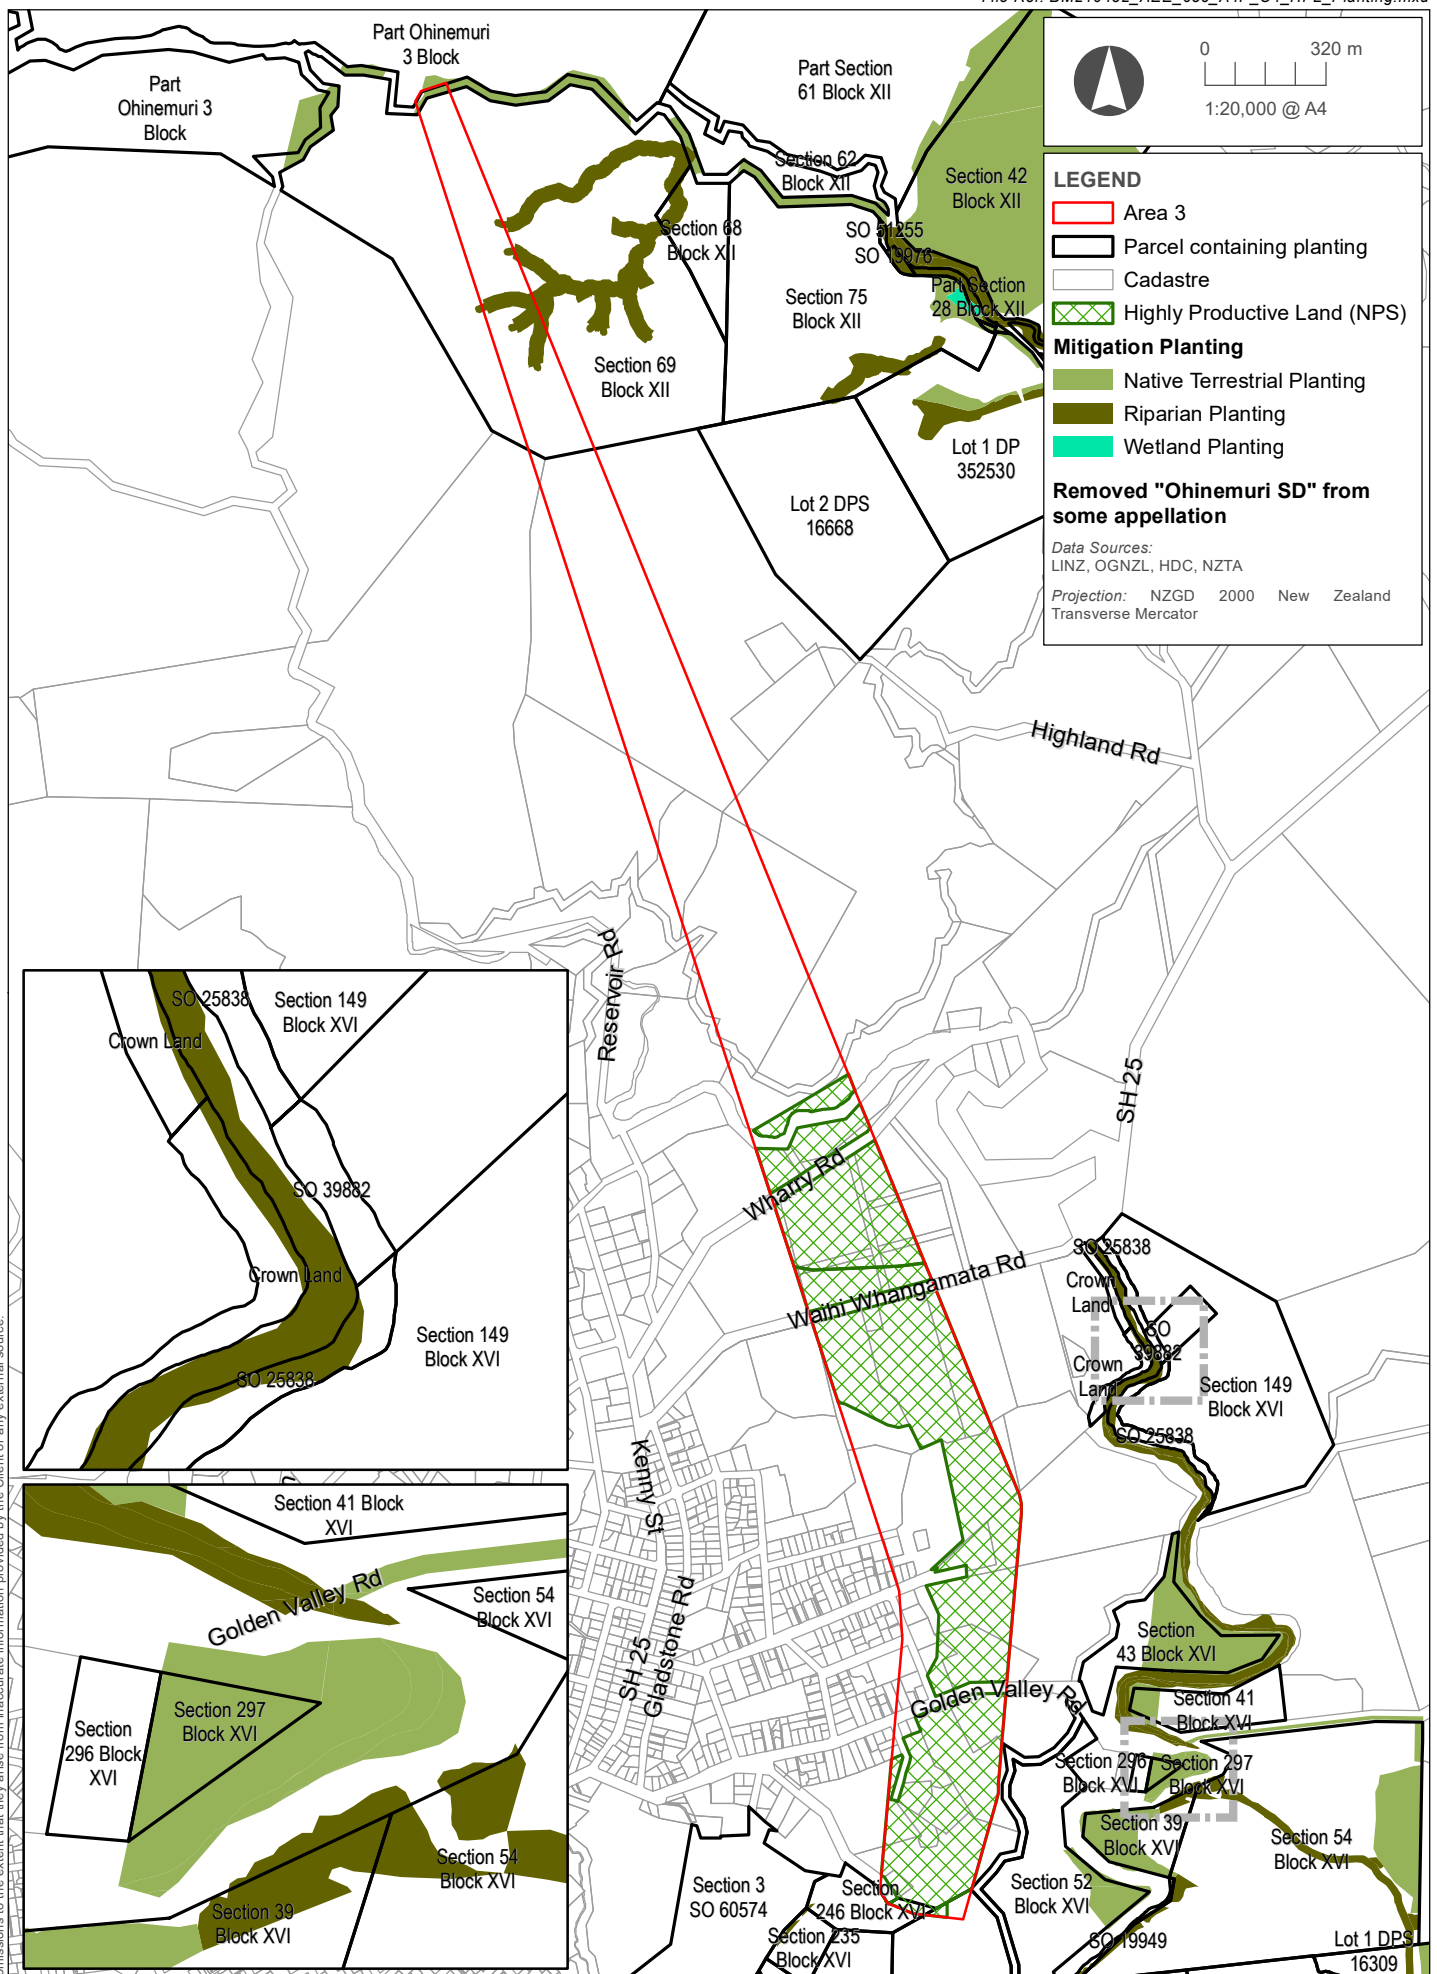 Part Ohinemuri
3 Block
Part
Ohinemuri 3
Block
Part Section
61 Block XII
Section 62
Block XII
Section 42
Block XII
Section 68
Block XII
SO 51255
SO 19976
Part Section
28 Block XII
Section 75
Block XII
Section 69
Block XII
Lot 1 DP
352530
Lot 2 DPS
16668
0 320 m
1:20,000 @ A4
LEGEND
Area 3
Parcel containing planting
Cadastre
Highly Productive Land (NPS)
Mitigation Planting
Native Terrestrial Planting
Riparian Planting
Wetland Planting
Removed "Ohinemuri SD" from
some appellation
Data Sources:
LINZ, OGNZL, HDC, NZTA
Projection: NZGD 2000 New Zealand
Transverse Mercator
Highland Rd
Reservoir Rd
SH 25
Wharry Rd
Waihi Whangamata Rd
SO 25838
Crown
Land
SO
39882
Crown
Land
Section 149
Block XVI
SO 25838
SO 25838
Section 149
Block XVI
Crown Land
SO 39882
Crown Land
Section 149
Block XVI
SO 25838
Kenny St
SH 25
Gladstone Rd
Golden Valley Rd
Section 41 Block
XVI
Golden Valley Rd
Section 54
Block XVI
Section 297
Block XVI
Section
296 Block
XVI
Section 54
Block XVI
Section 39
Block XVI
Section
43 Block XVI
Section 41
Block XVI
Section 296
Block XVI
Section 297
Block XVI
Section 39
Block XVI
Section 54
Block XVI
Section 52
Block XVI
SO 19949
Lot 1 DPS
16309
Section 3
SO 60574
Section
246 Block XVI
Section 235
Block XVI